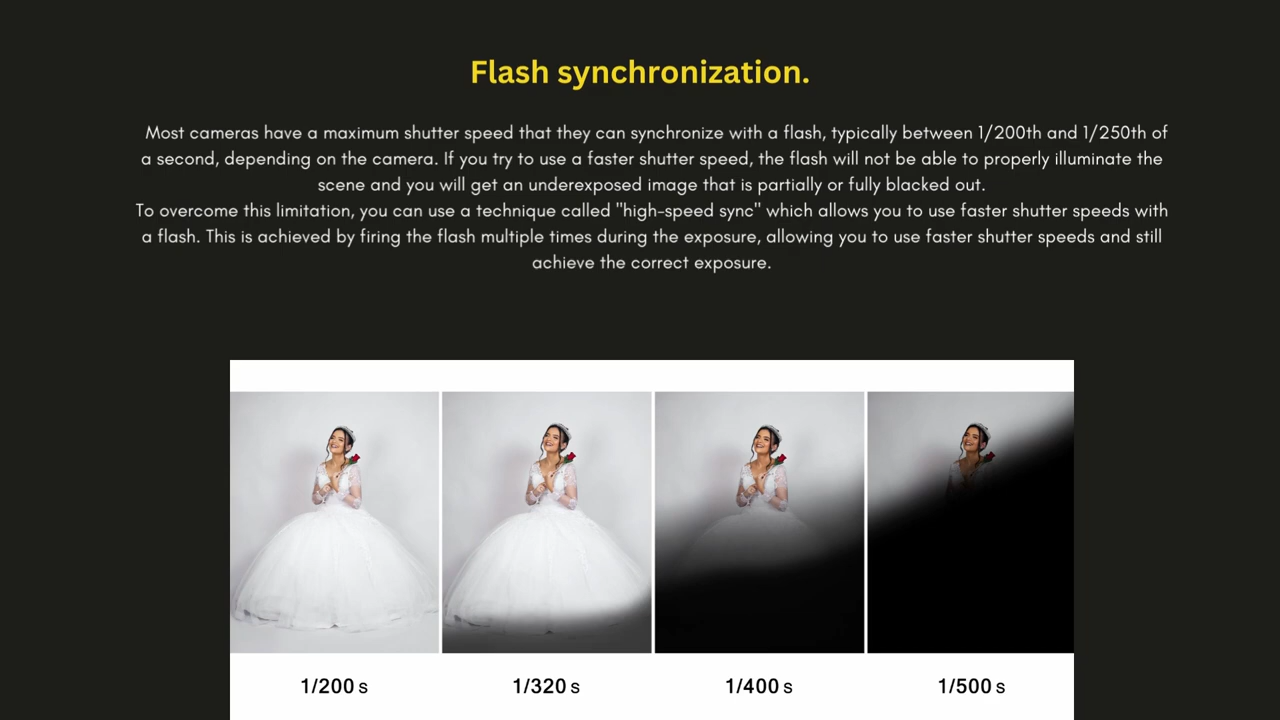 Flash synchronization.
Most cameras have a maximum shutter speed that they can synchronize with a flash, typically between 1/200th and 1/250th of
a second, depending on the camera. If you try to use a faster shutter speed, the flash will not be able to properly illuminate the
scene and you will get an underexposed image that is partially or fully blacked out.
To overcome this limitation, you can use a technique called "high-speed sync" which allows you to use faster shutter speeds with
a flash. This is achieved by firing the flash multiple times during the exposure, allowing you to use faster shutter speeds and still
achieve the correct exposure.
1/200 s
1/320 s
1/400 s
1/500 s